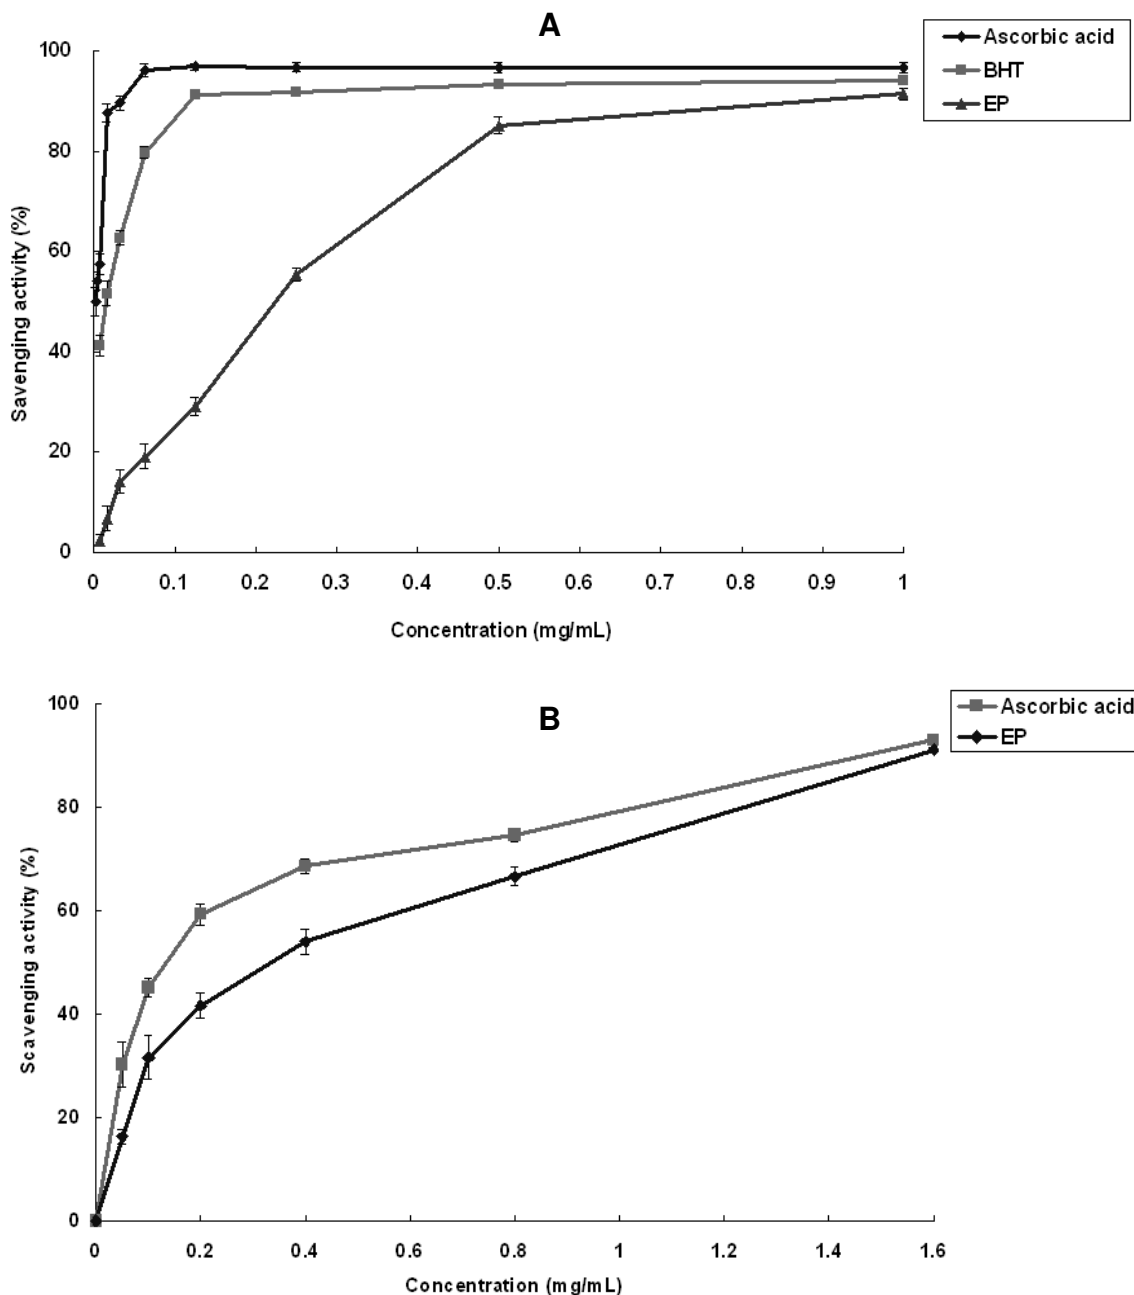 A
Ascorbic acid
BHT
EP
100
80
60
40
20
0
Savenging activity (%)
0 0.1 0.2 0.3 0.4 0.5 0.6 0.7 0.8 0.9 1
Concentration (mg/mL)
B
Ascorbic acid
EP
100
80
60
40
20
0
Scavenging activity (%)
0 0.2 0.4 0.6 0.8 1 1.2 1.4 1.6
Concentration (mg/mL)